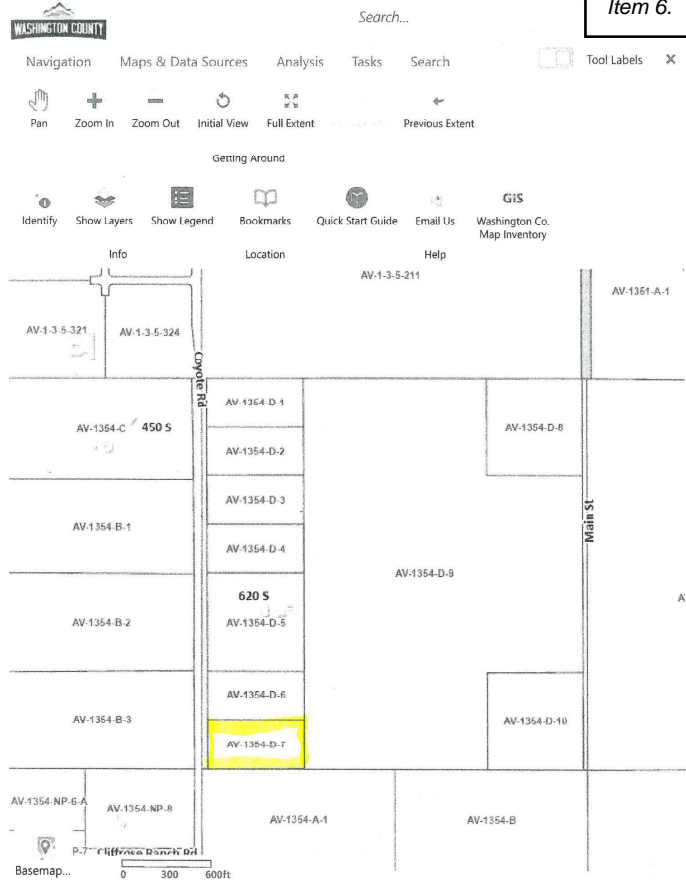 Item 6.
WASHINGTON COUNTY
Search...
Navigation Maps & Data Sources Analysis Tasks Search
Tool Labels X
Pan Zoom In Zoom Out Initial View Full Extent Previous Extent
Getting Around
GIS
Identify Show Layers Show Legend Bookmarks Quick Start Guide Email Us Washington Co.
Map Inventory
Info Location Help
AV-1-3-5-211
AV-1351-A-1
AV-1-3-5-321
AV-1-3-5-324
Coyote Rd
AV-1354-D-1
AV-1354-C 450 S
AV-1354-D-8
AV-1354-D-2
AV-1354-D-3
Main St
AV-1354-B-1
AV-1354-D-4
AV-1354-D-9
620 S
AV-1354-B-2
AV-1354-D-5
AV-1354-D-6
AV-1354-B-3
AV-1354-D-10
AV-1354-D-7
AV-1354-NP-6-A
AV-1354-NP-8
AV-1354-A-1
AV-1354-B
P-7 Cliffrose Ranch Rd
Basemap...
0 300 600ft